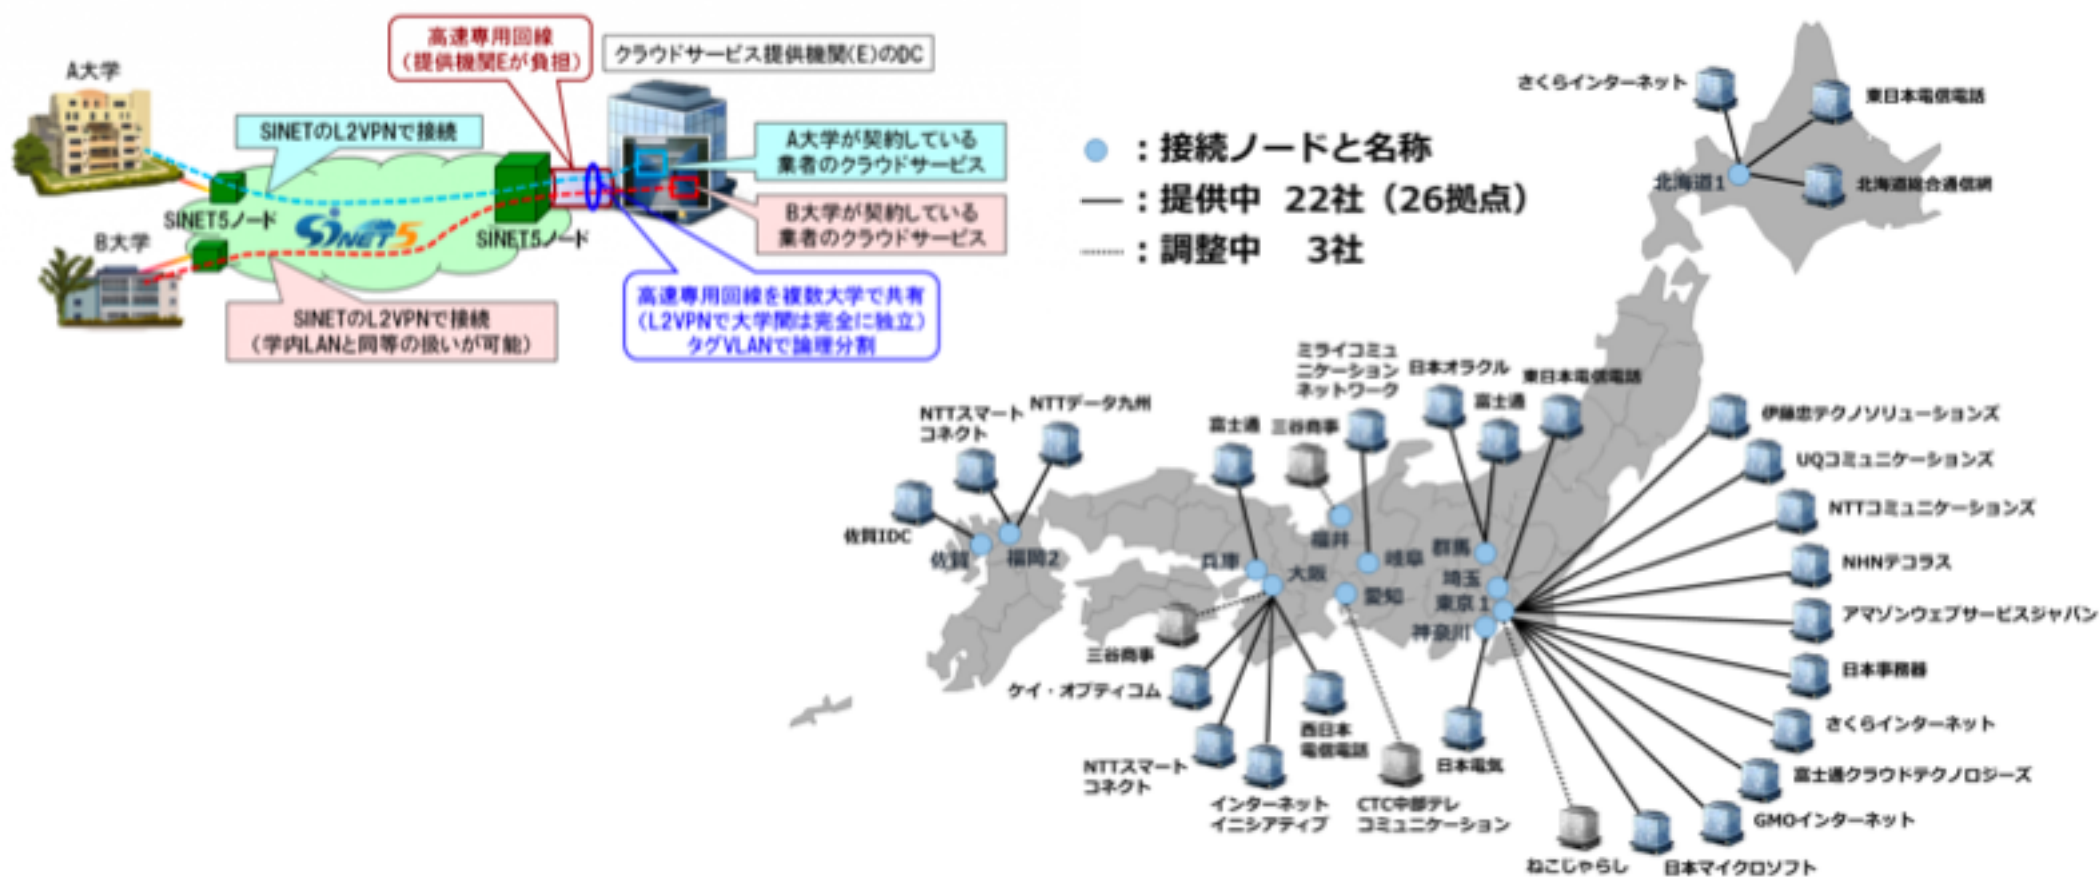 高速専用回線
(提供機関Eが負担)
クラウドサービス提供機関(E)のDC
A大学
SINETのL2VPNで接続
A大学が契約している
業者のクラウドサービス
SINET5ノード
SINET5
SINET5ノード
B大学が契約している
業者のクラウドサービス
B大学
SINETのL2VPNで接続
(学内LANと同等の扱いが可能)
高速専用回線を複数大学で共有
(L2VPNで大学間は完全に独立)
タグVLANで論理分割
：接続ノードと名称
：提供中 22社（26拠点）
：調整中 3社
さくらインターネット
東日本電信電話
北海道1
北海道総合通信網
NTTスマート
コネクト
NTTデータ九州
佐賀IDC
佐賀
福岡2
富士通
三谷商事
ミライコミュ
ニケーション
ネットワーク
日本オラクル
富士通
東日本電信電話
兵庫
大阪
福井
岐阜
愛知
群馬
埼玉
東京1
神奈川
伊藤忠テクノソリューションズ
UQコミュニケーションズ
NTTコミュニケーションズ
NHNテコラス
アマゾンウェブサービスジャパン
日本事務器
さくらインターネット
富士通クラウドテクノロジーズ
GMOインターネット
日本マイクロソフト
ねこじゃらし
日本電気
CTC中部テレ
コミュニケーション
西日本
電信電話
インターネット
イニシアティブ
NTTスマート
コネクト
ケイ・オプティコム
三谷商事